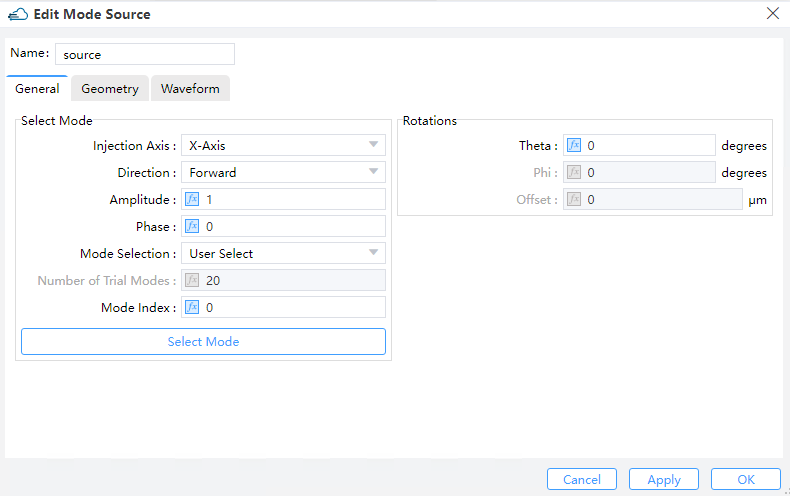 Edit Mode Source
Name: source
General Geometry Waveform
Select Mode
Injection Axis : X-Axis
Direction : Forward
Amplitude : fx 1
Phase : fx 0
Mode Selection : User Select
Number of Trial Modes : fx 20
Mode Index : fx 0
Select Mode
Rotations
Theta : fx 0 degrees
Phi : fx 0 degrees
Offset : fx 0 μm
Cancel Apply OK